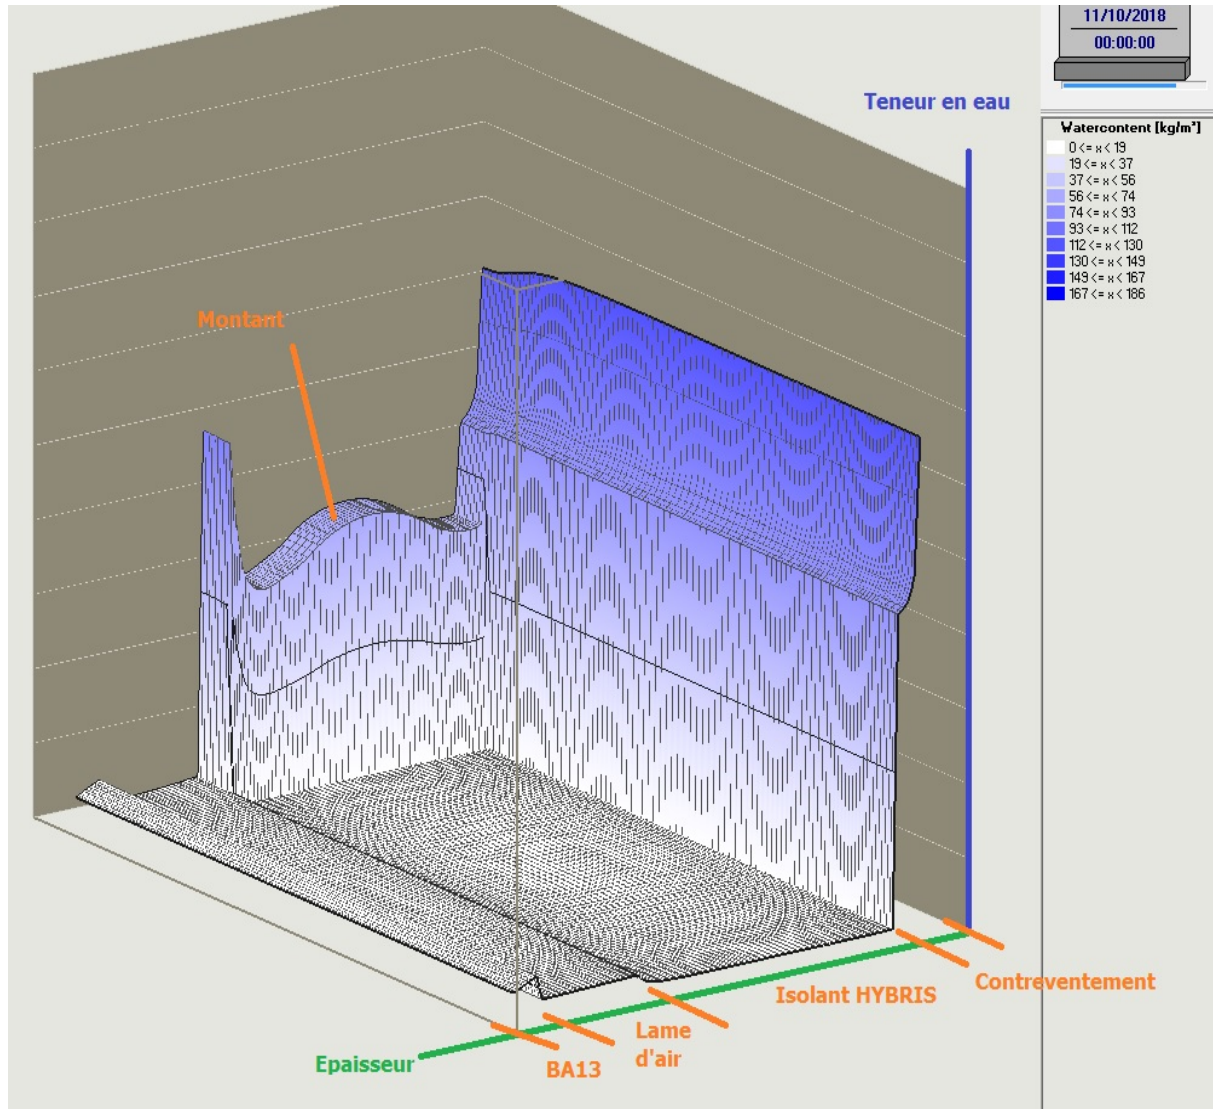 11/10/2018
00:00:00
Teneur en eau
Watercontent [kg/m³]
0 <= x < 19
19 <= x < 37
37 <= x < 56
56 <= x < 74
74 <= x < 93
93 <= x < 112
112 <= x < 130
130 <= x < 149
149 <= x < 167
167 <= x < 186
Montant
Contreventement
Isolant HYBRIS
Lame
d'air
Epaisseur
BA13